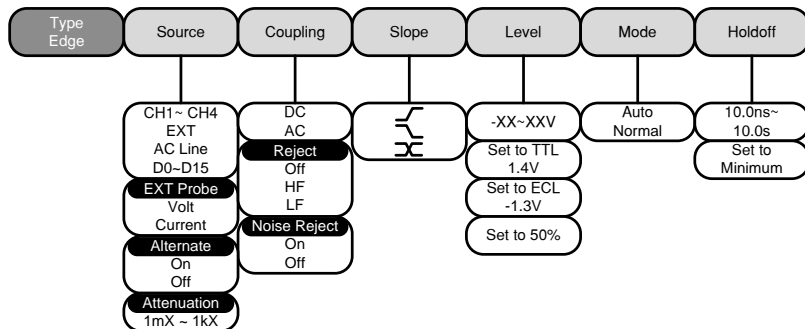 Type
Edge
Source
Coupling
Slope
Level
Mode
Holdoff
CH1~ CH4
EXT
AC Line
D0~D15
EXT Probe
Volt
Current
Alternate
On
Off
Attenuation
1mX ~ 1kX
DC
AC
Reject
Off
HF
LF
Noise Reject
On
Off
-XX~XXV
Set to TTL
1.4V
Set to ECL
-1.3V
Set to 50%
Auto
Normal
10.0ns~
10.0s
Set to
Minimum